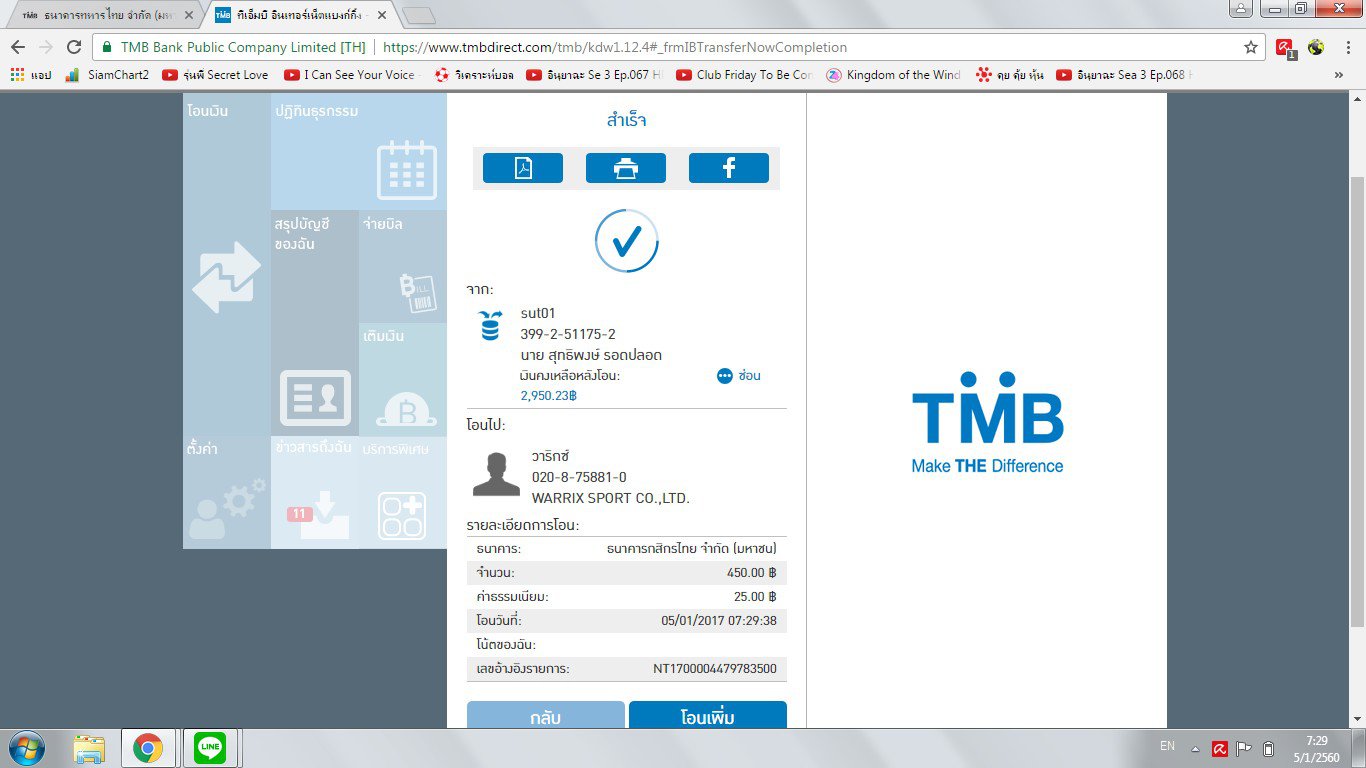 TMB ธนาคารทหารไทย จำกัด (มห
TMB ทีเอ็มบี อินเทอร์เน็ตแบงก์กิ้ง -
TMB Bank Public Company Limited [TH] https://www.tmbdirect.com/tmb/kdw1.12.4#_frmIBTransferNowCompletion
1
แอป SiamChart2 รุ่นพี่ Secret Love I Can See Your Voice - วิเคราะห์บอล อินยาฉะ Se 3 Ep.067 H Club Friday To Be Con Kingdom of the Wind คุย คุ้ย หุ้น อินยาฉะ Sea 3 Ep.068 »
โอนเงิน
ปฏิทินธุรกรรม
สรุปบัญชี
ของฉัน
จ่ายบิล
BILL
เติมเงิน
ตั้งค่า
ข่าวสารถึงฉัน
11
บริการพิเศษ
สำเร็จ
จาก:
sut01
399-2-51175-2
นาย สุทธิพงษ์ รอดปลอด
เงินคงเหลือหลังโอน: ซ่อน
2,950.23฿
โอนไป:
วาริกซ์
020-8-75881-0
WARRIX SPORT CO.,LTD.
รายละเอียดการโอน:
ธนาคาร: ธนาคารกสิกรไทย จำกัด (มหาชน)
จำนวน: 450.00 ฿
ค่าธรรมเนียม: 25.00 ฿
โอนวันที่: 05/01/2017 07:29:38
โน้ตของฉัน:
เลขอ้างอิงรายการ: NT1700004479783500
กลับ โอนเพิ่ม
TMB
Make THE Difference
LINE
EN
7:29
5/1/2560